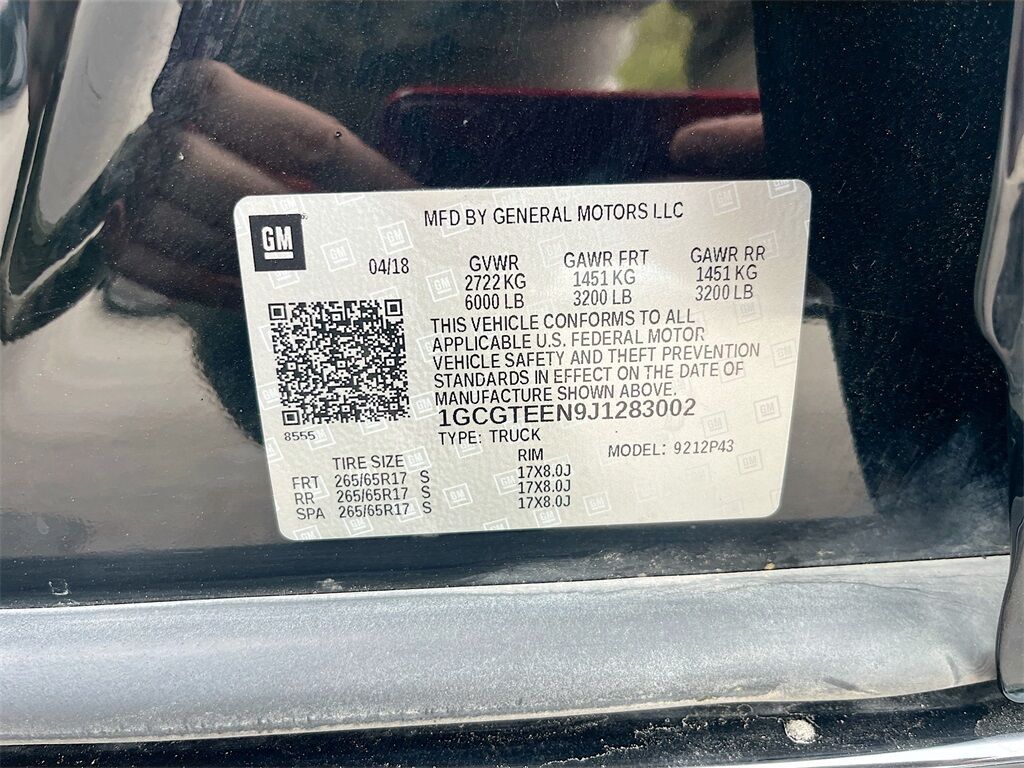 GM
MFD BY GENERAL MOTORS LLC
04/18
GVWR GAWR FRT GAWR RR
2722 KG 1451 KG 1451 KG
6000 LB 3200 LB 3200 LB
THIS VEHICLE CONFORMS TO ALL
APPLICABLE U.S. FEDERAL MOTOR
VEHICLE SAFETY AND THEFT PREVENTION
STANDARDS IN EFFECT ON THE DATE OF
MANUFACTURE SHOWN ABOVE.
1GCGTEEN9J1283002
8555
TYPE: TRUCK MODEL: 9212P43
TIRE SIZE RIM
FRT 265/65R17 S 17X8.0J
RR 265/65R17 S 17X8.0J
SPA 265/65R17 S 17X8.0J